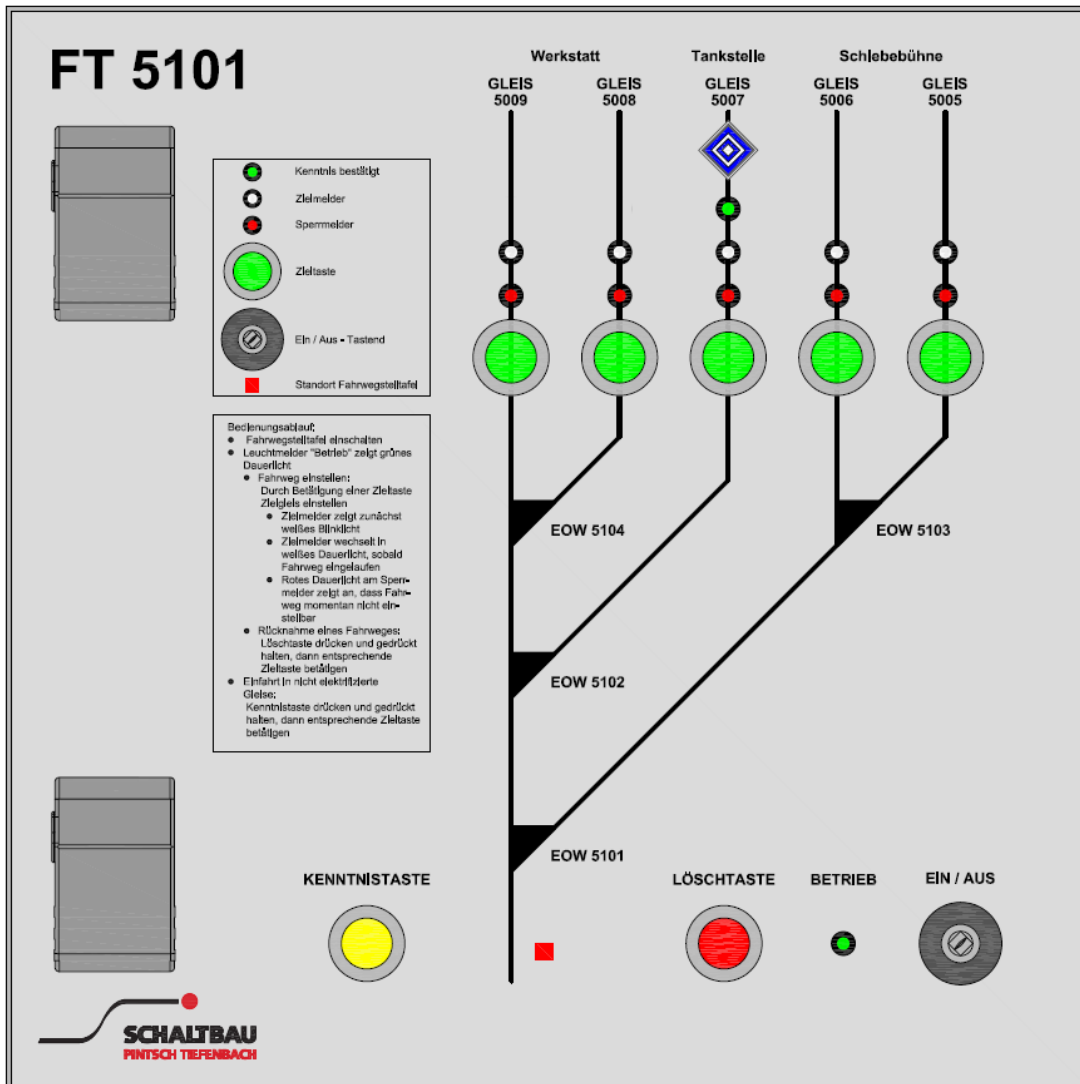 FT 5101
Werkstatt
Tankstelle
Schiebebühne
GLEIS
5009
GLEIS
5008
GLEIS
5007
GLEIS
5006
GLEIS
5005
Kenntnis bestätigt
Zielmelder
Sperrmelder
Zieltaste
Ein / Aus - Tastend
Standort Fahrwegstelltafel
Bedienungsablauf:
● Fahrwegstelltafel einschalten
● Leuchtmelder "Betrieb" zeigt grünes
Dauerlicht
● Fahrweg einstellen:
Durch Betätigung einer Zieltaste
Zielgleis einstellen
● Zielmelder zeigt zunächst
weißes Blinklicht
● Zielmelder wechselt in
weißes Dauerlicht, sobald
Fahrweg eingelaufen
● Rotes Dauerlicht am Sperr-
melder zeigt an, dass Fahr-
weg momentan nicht ein-
stellbar
● Rücknahme eines Fahrweges:
Löschtaste drücken und gedrückt
halten, dann entsprechende
Zieltaste betätigen
● Einfahrt in nicht elektrifizierte
Gleise:
Kenntnistaste drücken und gedrückt
halten, dann entsprechende Zieltaste
betätigen
EOW 5104
EOW 5103
EOW 5102
EOW 5101
KENNTNISTASTE
LÖSCHTASTE
BETRIEB
EIN / AUS
SCHALTBAU
PINTSCH TIEFENBACH